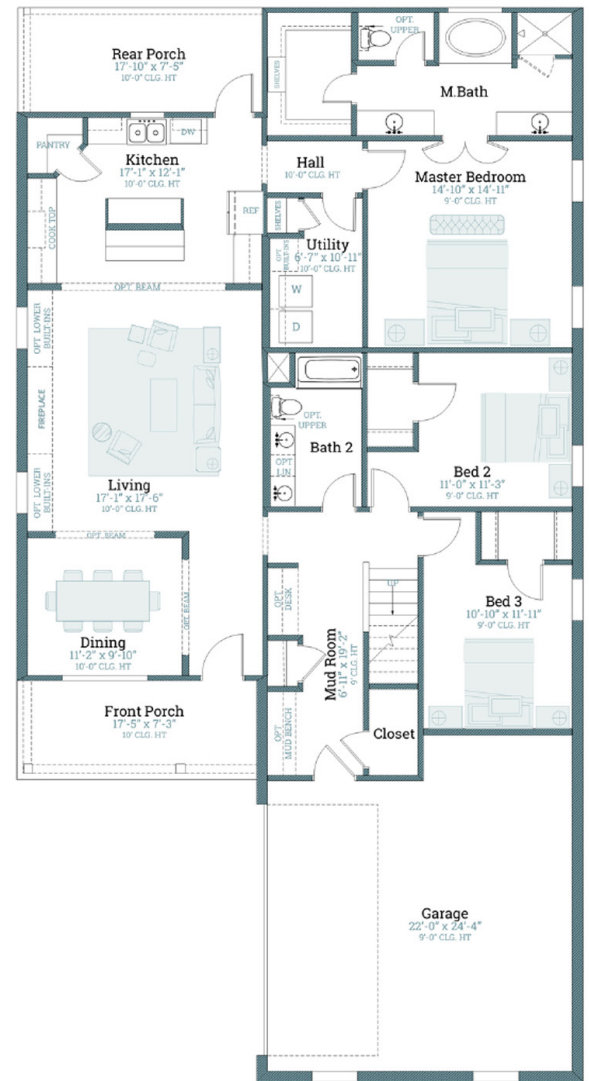 Rear Porch
17'-10" x 7'-5"
10'-0" CLG. HT
SHELVES
OPT.
UPPER
M.Bath
PANTRY
DW
Kitchen
17'-1" x 12'-1"
10'-0" CLG. HT
COOK TOP
REF
Hall
10'-0" CLG. HT
Master Bedroom
14'-10" x 14'-11"
9'-0" CLG. HT
SHELVES
Utility
6'-7" x 10'-11"
10'-0" CLG. HT
OPT.
BUILT-INS
W
D
OPT. BEAM
OPT LOWER
BUILT-INS
FIREPLACE
OPT LOWER
BUILT-INS
Living
17'-1" x 17'-6"
10'-0" CLG. HT
OPT.
UPPER
Bath 2
OPT
LIN
Bed 2
11'-0" x 11'-3"
9'-0" CLG. HT
OPT. BEAM
Dining
11'-2" x 9'-10"
10'-0" CLG. HT
OPT. BEAM
OPT.
DESK
UP
Bed 3
10'-10" x 11'-11"
9'-0" CLG. HT
Mud Room
6'-11" x 19'-2"
9' CLG. HT
Front Porch
17'-5" x 7'-3"
10' CLG. HT
OPT
MUD BENCH
Closet
Garage
22'-0" x 24'-4"
9'-0" CLG. HT